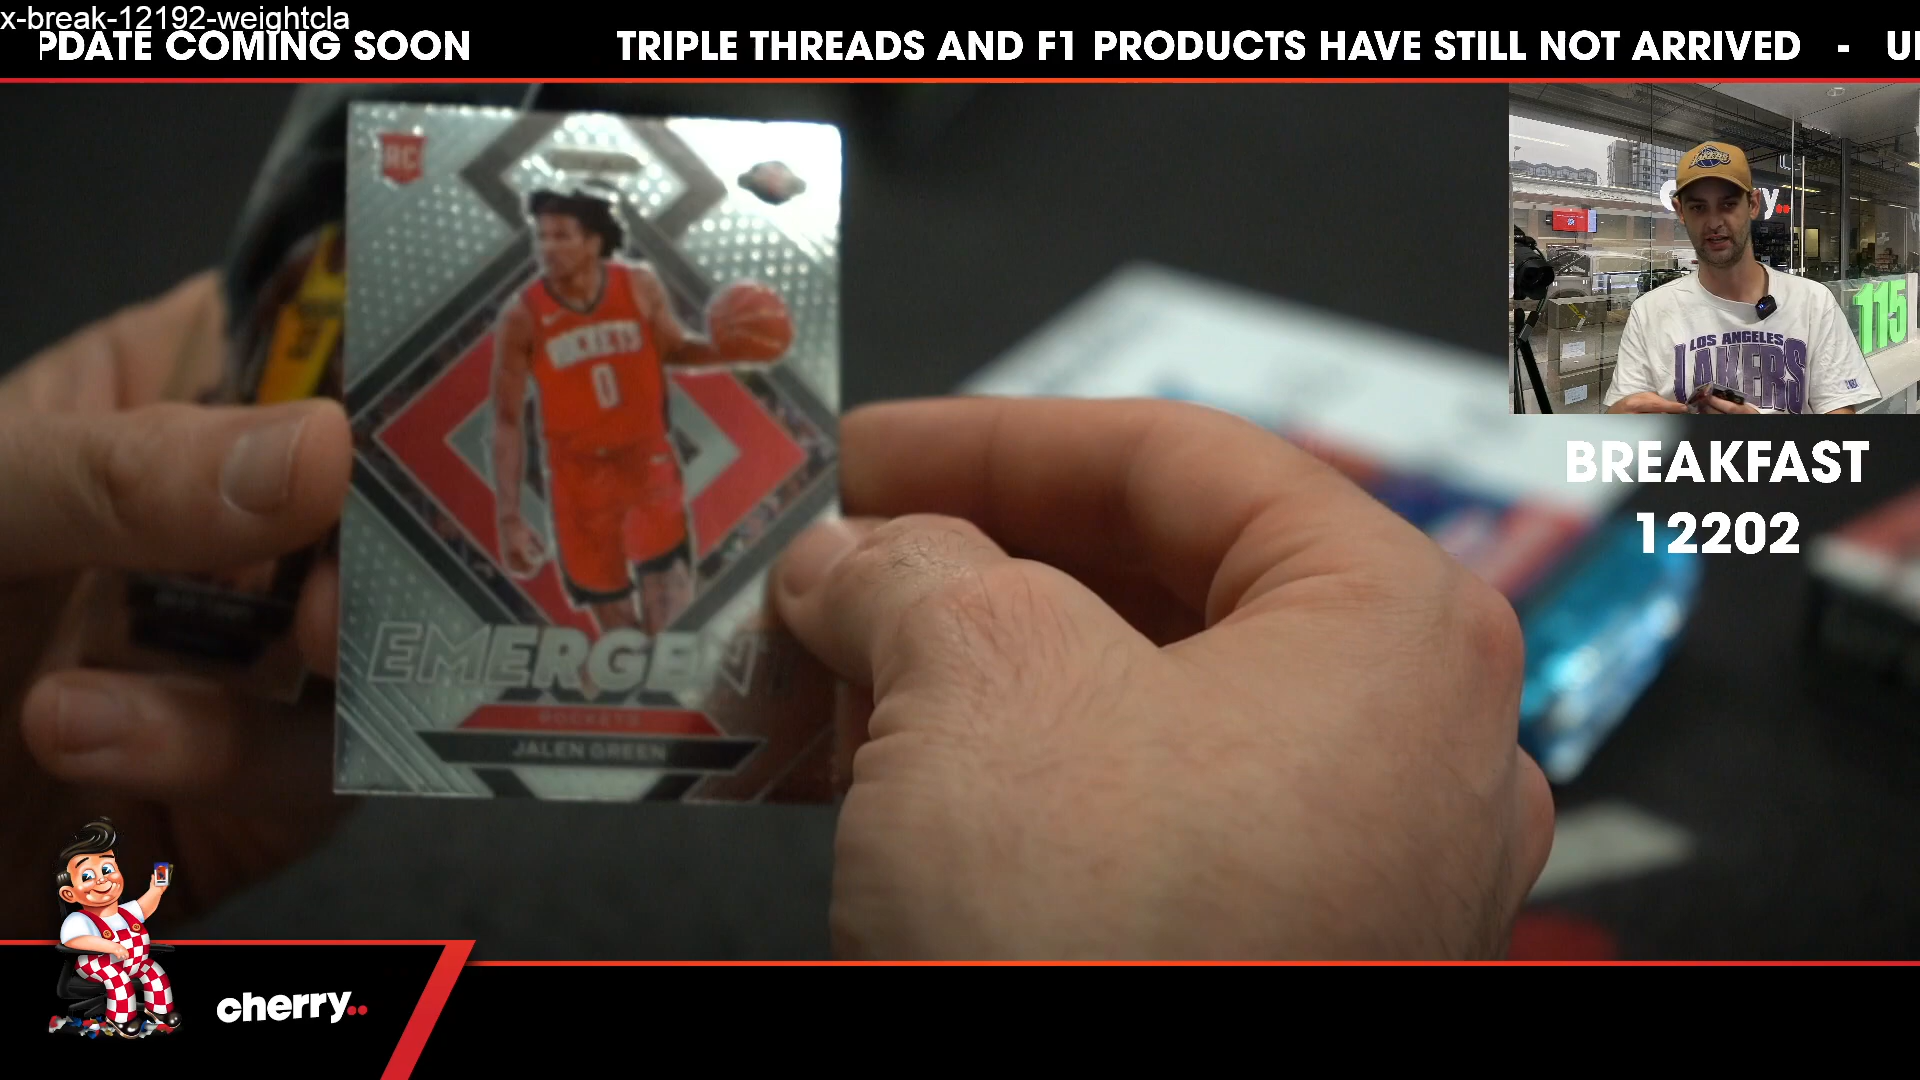 x-break-12192-weightcla
PDATE COMING SOON TRIPLE THREADS AND F1 PRODUCTS HAVE STILL NOT ARRIVED -
RC
ROCKETS
0
EMERGENT
ROCKETS
JALEN GREEN
LAKERS
LOS ANGELES
LAKERS
115
BREAKFAST
12202
cherry..